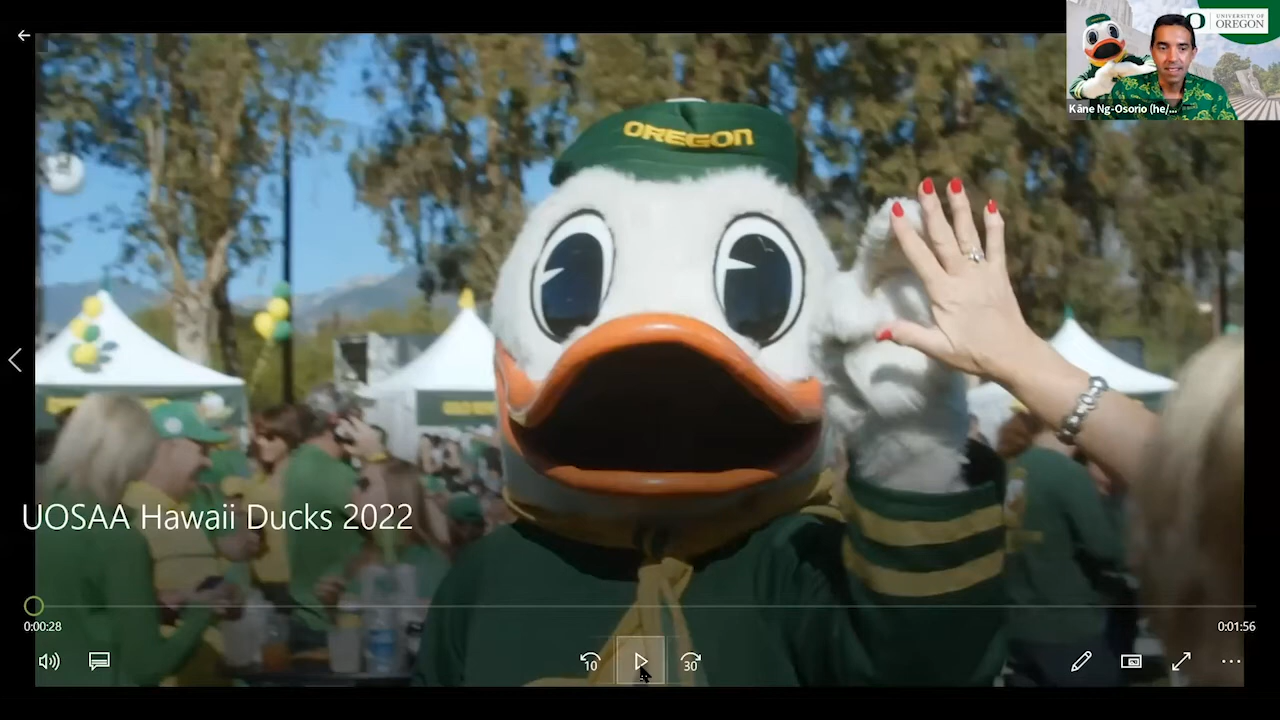 UNIVERSITY OF
OREGON
Kāne Ng-Osorio (he/...
OREGON
UOSAA Hawaii Ducks 2022
0:00:28
0:01:56
10
30